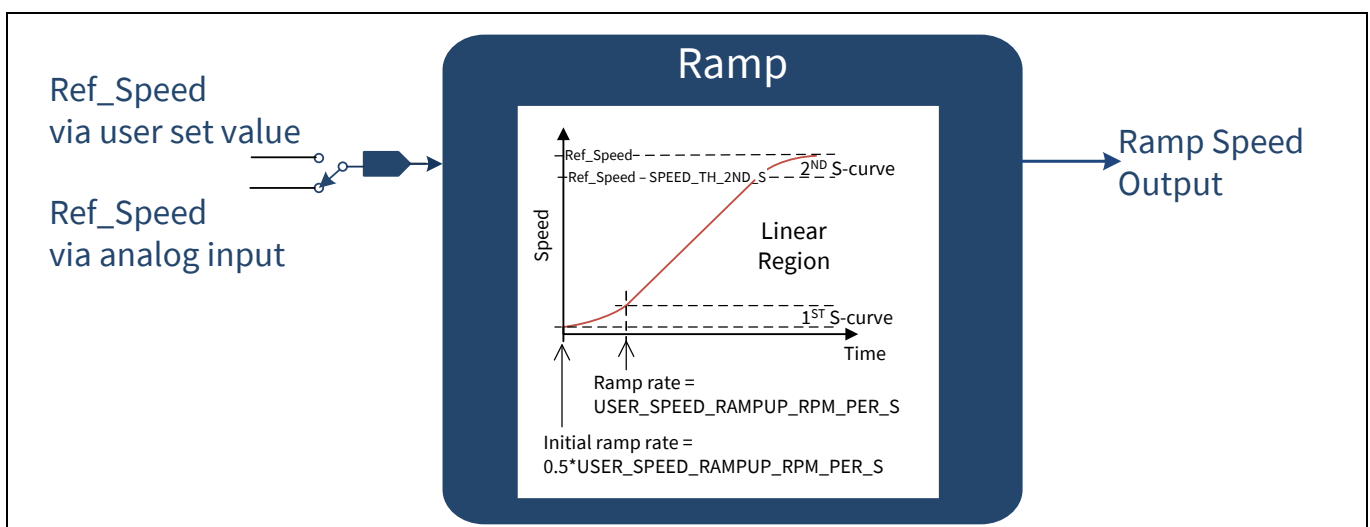 Ramp
Ref_Speed
via user set value
Ref_Speed
via analog input
Ref_Speed
Ref_Speed – SPEED_TH_2ND_S
2ND S-curve
Speed
Linear
Region
1ST S-curve
Time
Ramp rate =
USER_SPEED_RAMPUP_RPM_PER_S
Initial ramp rate =
0.5*USER_SPEED_RAMPUP_RPM_PER_S
Ramp Speed
Output